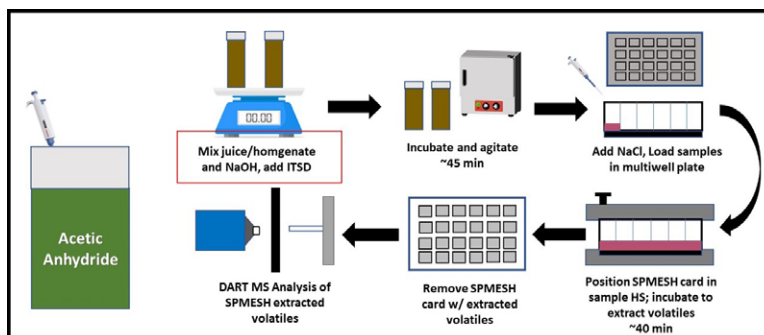 Acetic
Anhydride
00.00
Mix juice/homgenate
and NaOH, add ITSD
Incubate and agitate
~45 min
Add NaCl, Load samples
in multiwell plate
Position SPMESH card in
sample HS; incubate to
extract volatiles
~40 min
Remove SPMESH
card w/ extracted
volatiles
DART MS Analysis of
SPMESH extracted
volatiles